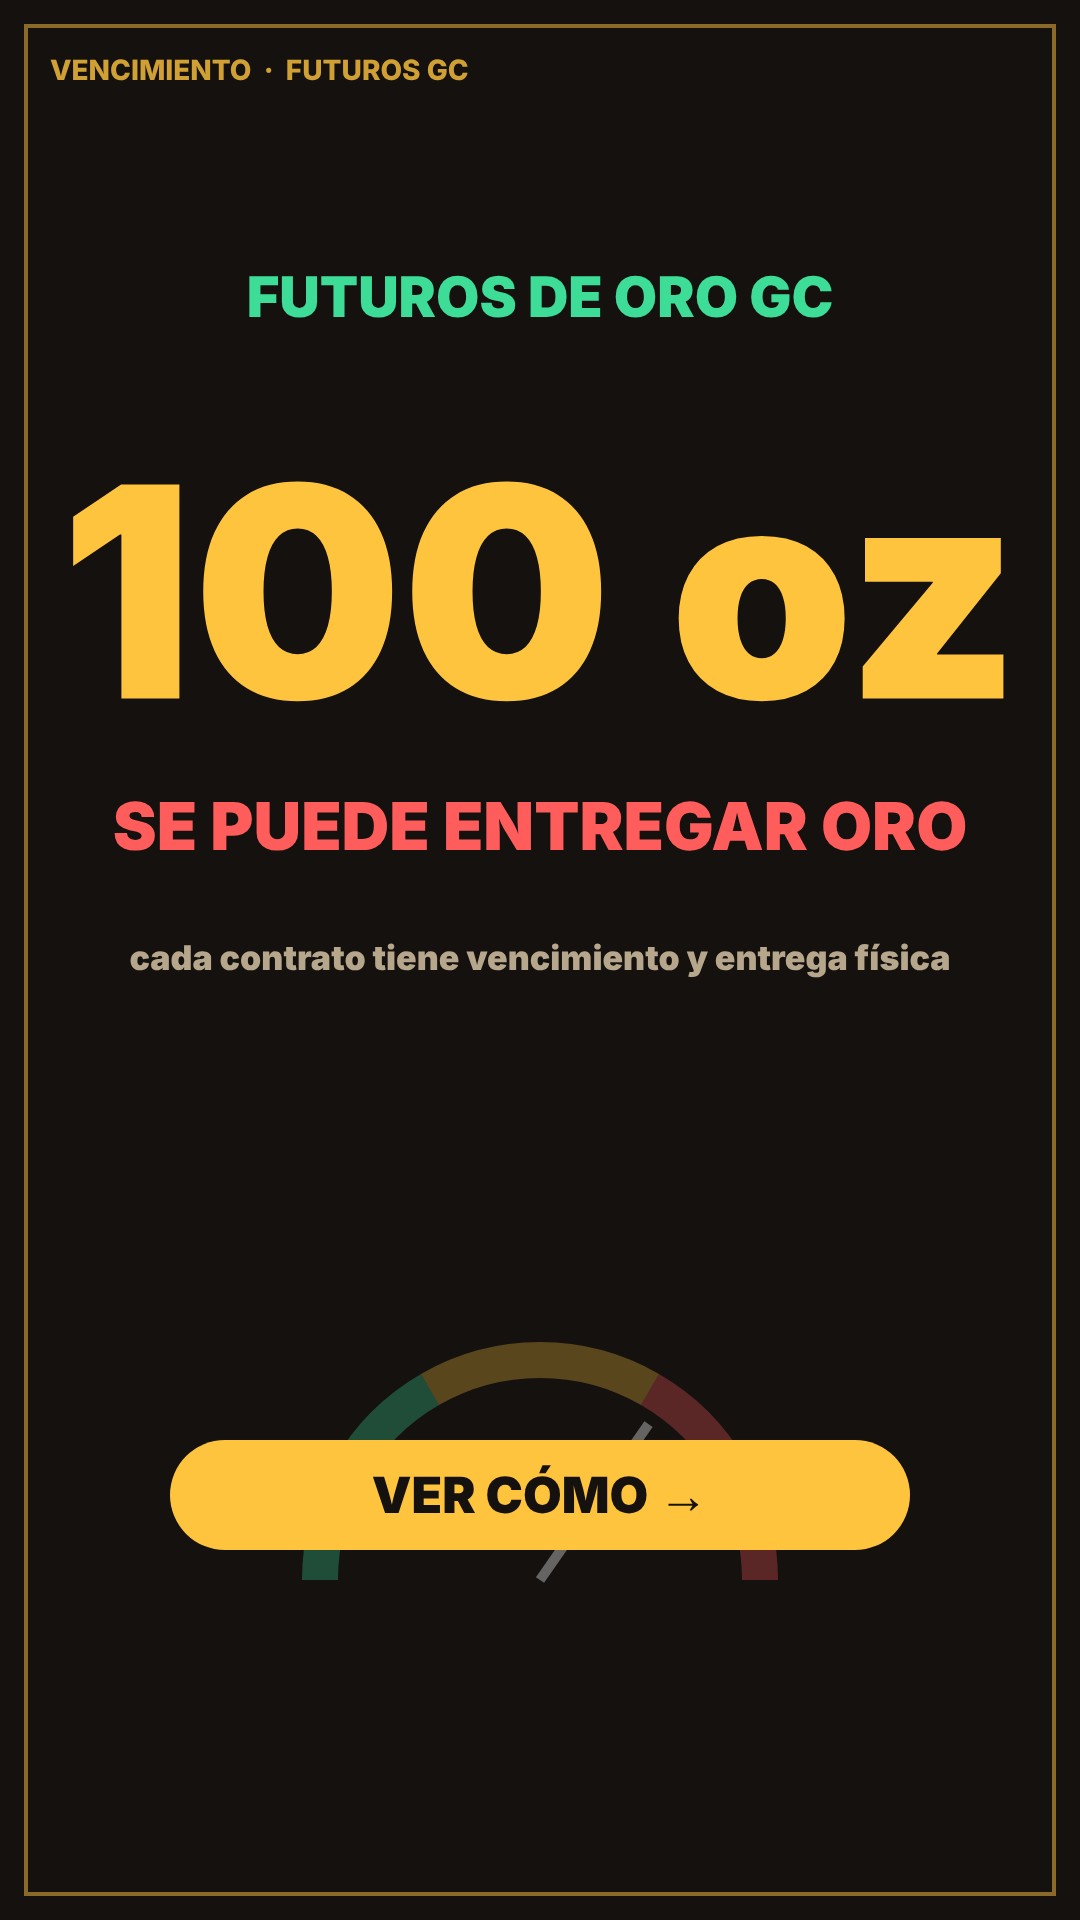 VENCIMIENTO · FUTUROS GC
FUTUROS DE ORO GC
100 oz
SE PUEDE ENTREGAR ORO
cada contrato tiene vencimiento y entrega física
VER CÓMO →